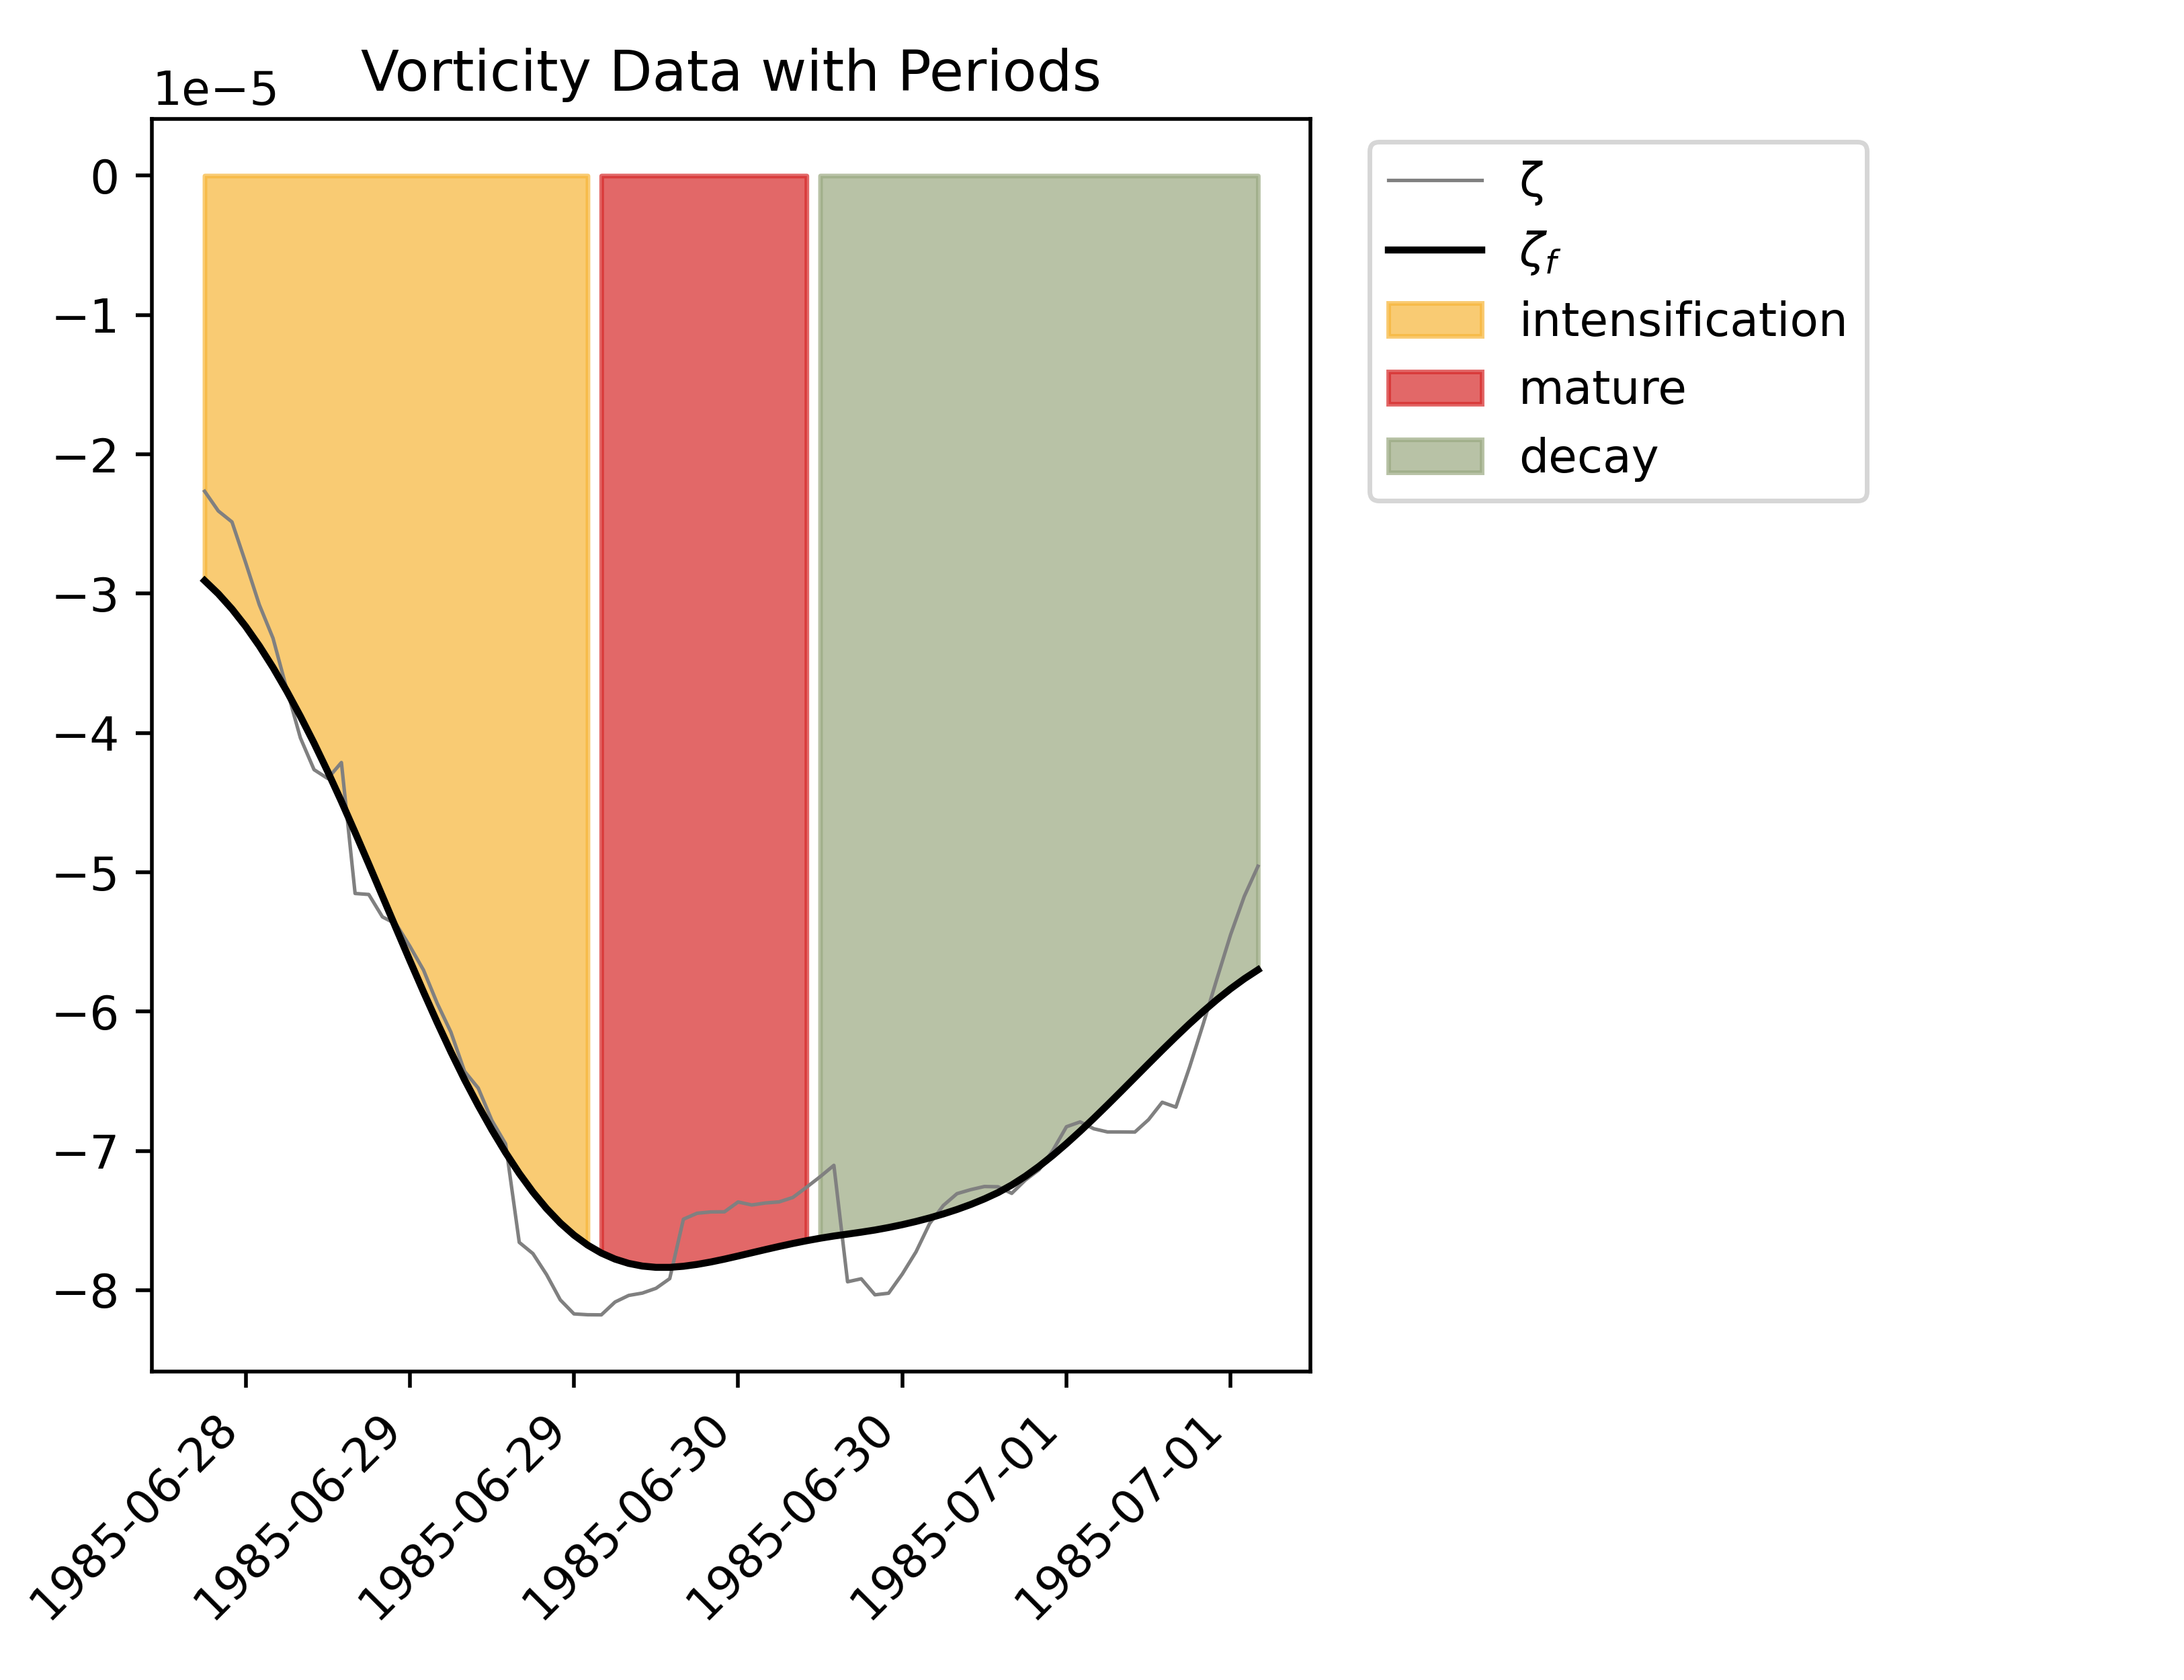 Vorticity Data with Periods
1e−5
0
−1
−2
−3
−4
−5
−6
−7
−8
1985-06-28
1985-06-29
1985-06-29
1985-06-30
1985-06-30
1985-07-01
1985-07-01
ζ
ζf
intensification
mature
decay